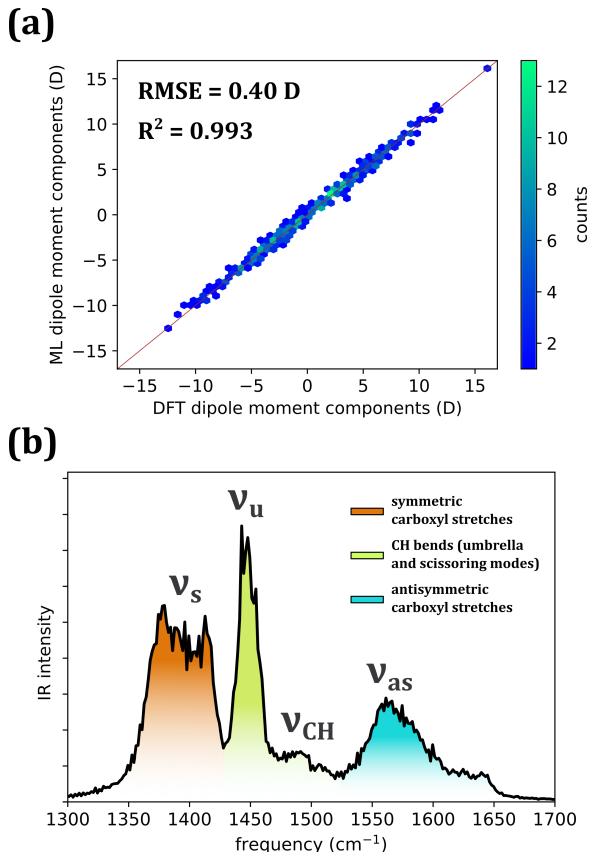 (a)
RMSE = 0.40 D
R² = 0.993
ML dipole moment components (D)
15
10
5
0
−5
−10
−15
−15 −10 −5 0 5 10 15
DFT dipole moment components (D)
12
10
8
6
4
2
counts
(b)
νs
νu
νCH
νas
symmetric
carboxyl stretches
CH bends (umbrella
and scissoring modes)
antisymmetric
carboxyl stretches
IR intensity
1300 1350 1400 1450 1500 1550 1600 1650 1700
frequency (cm⁻¹)